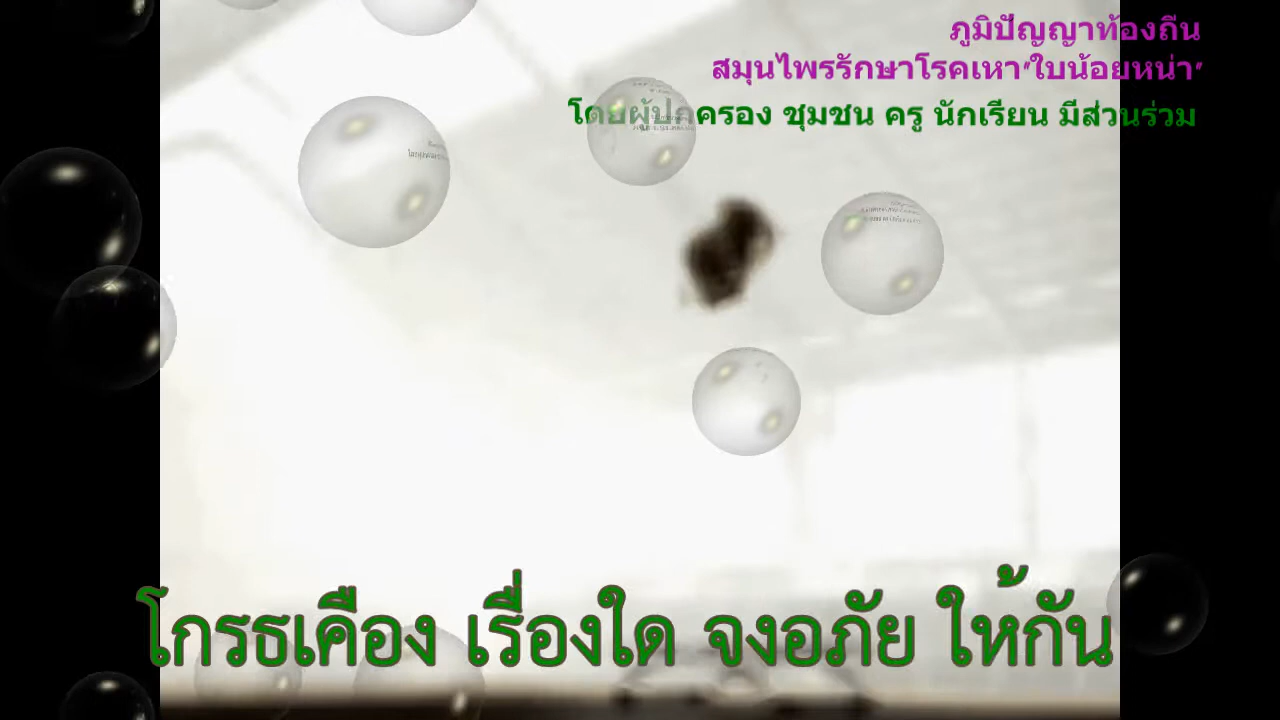 ภูมิปัญญาท้องถืน
สมุนไพรรักษาโรคเหา"ใบน้อยหน่า"
โดยผู้ปกครอง ชุมชน ครู นักเรียน มีส่วนร่วม
โกรธเคือง เรื่องใด จงอภัย ให้กัน